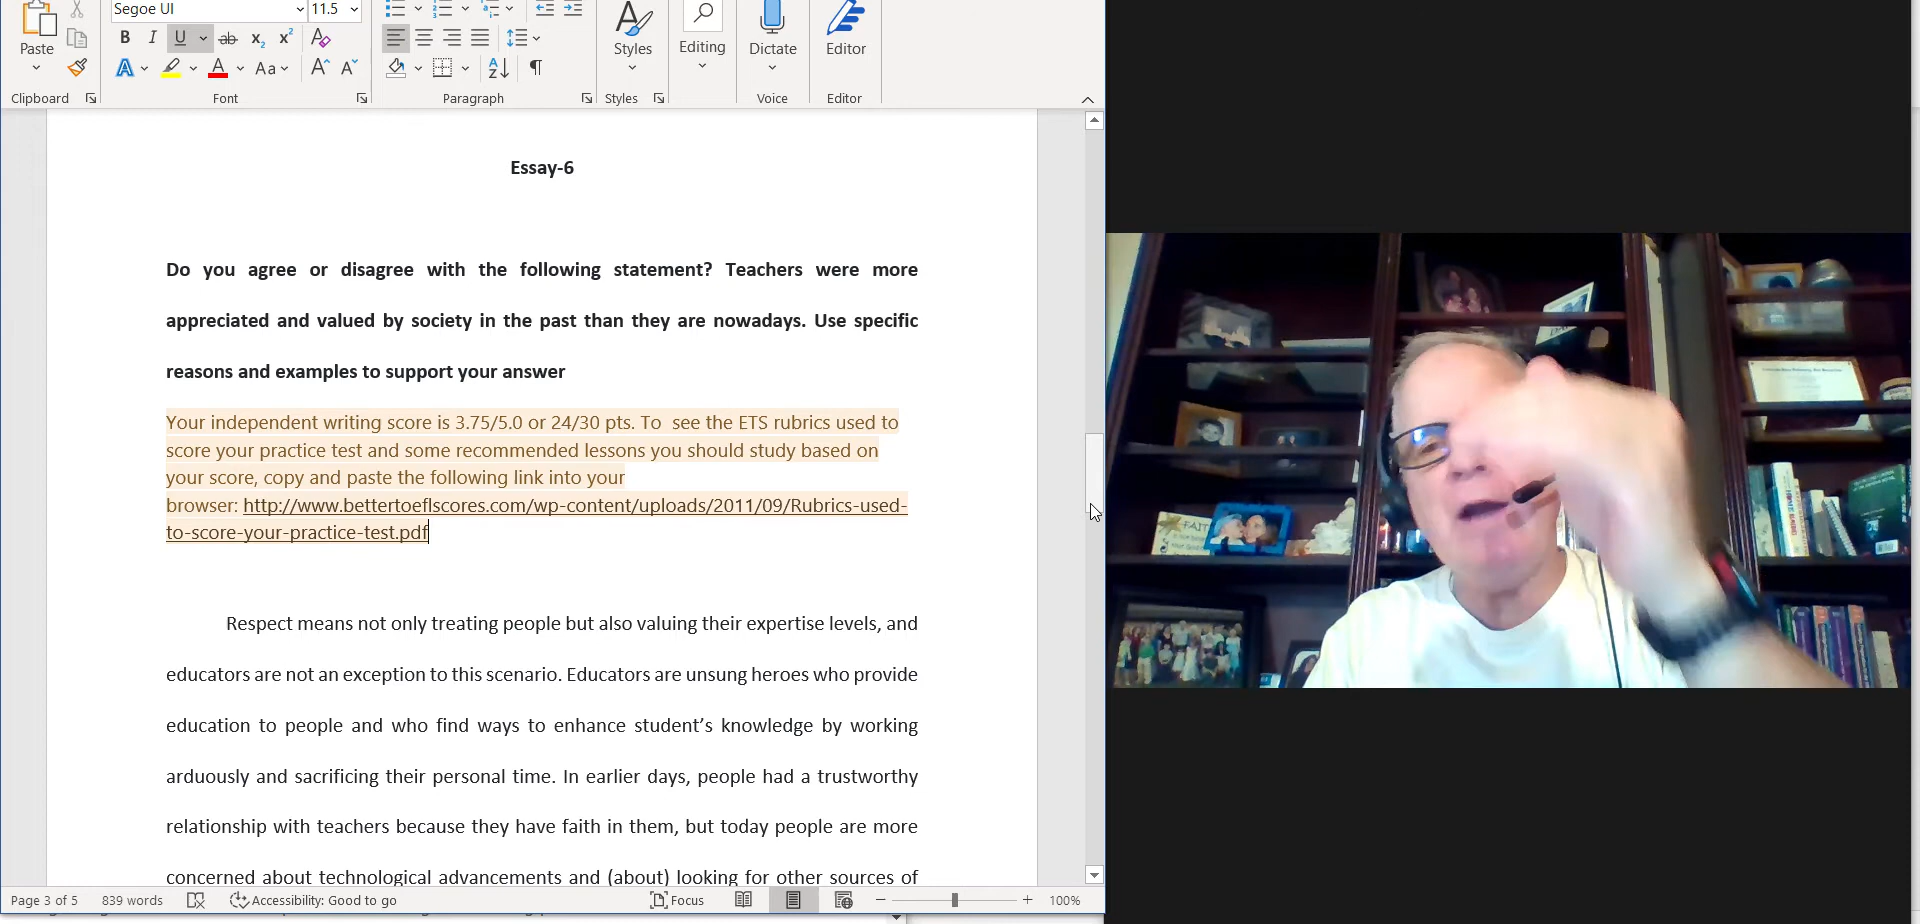 Segoe UI
11.5
Paste
B I U ab x₂ x²
A A Aa A A
Styles
Editing
Dictate
Editor
Clipboard
Font
Paragraph
Styles
Voice
Editor
Essay-6
Do you agree or disagree with the following statement? Teachers were more
appreciated and valued by society in the past than they are nowadays. Use specific
reasons and examples to support your answer
Your independent writing score is 3.75/5.0 or 24/30 pts. To  see the ETS rubrics used to
score your practice test and some recommended lessons you should study based on
your score, copy and paste the following link into your
browser: http://www.bettertoeflscores.com/wp-content/uploads/2011/09/Rubrics-used-
to-score-your-practice-test.pdf
Respect means not only treating people but also valuing their expertise levels, and
educators are not an exception to this scenario. Educators are unsung heroes who provide
education to people and who find ways to enhance student’s knowledge by working
arduously and sacrificing their personal time. In earlier days, people had a trustworthy
relationship with teachers because they have faith in them, but today people are more
concerned about technological advancements and (about) looking for other sources of
Page 3 of 5
839 words
Accessibility: Good to go
Focus
100%
FAITH